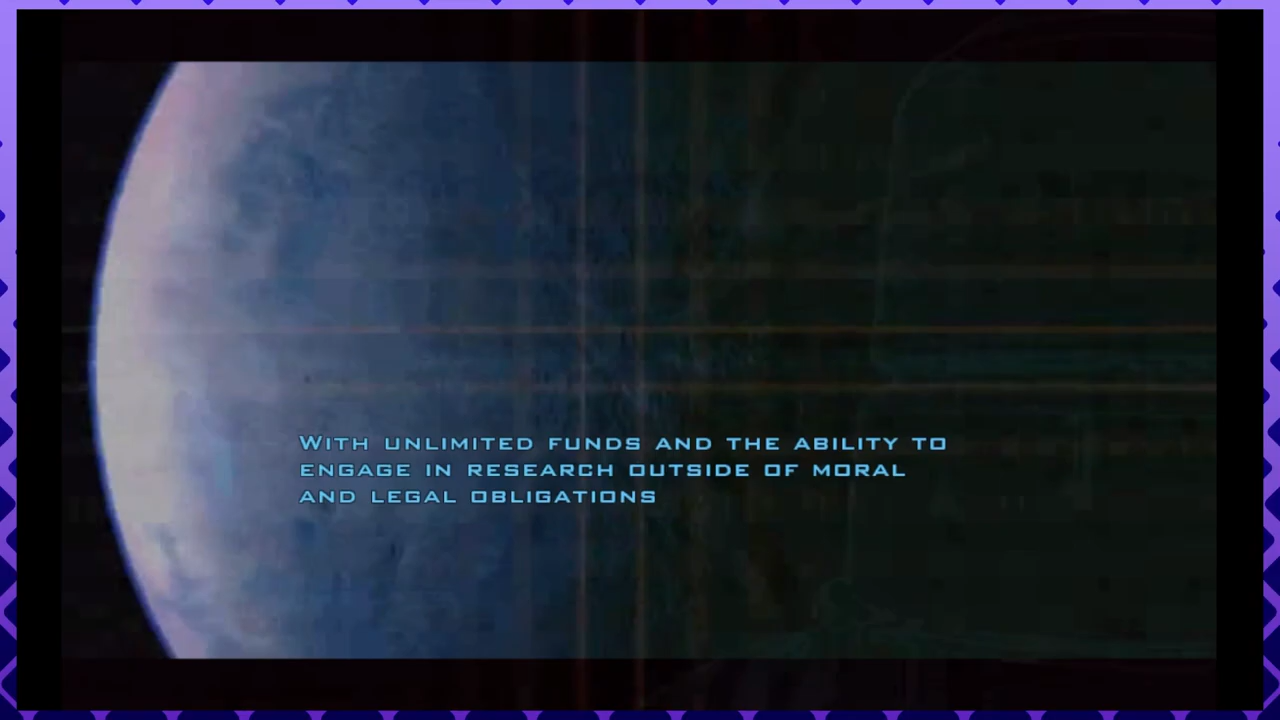 With unlimited funds and the ability to
engage in research outside of moral
and legal obligations